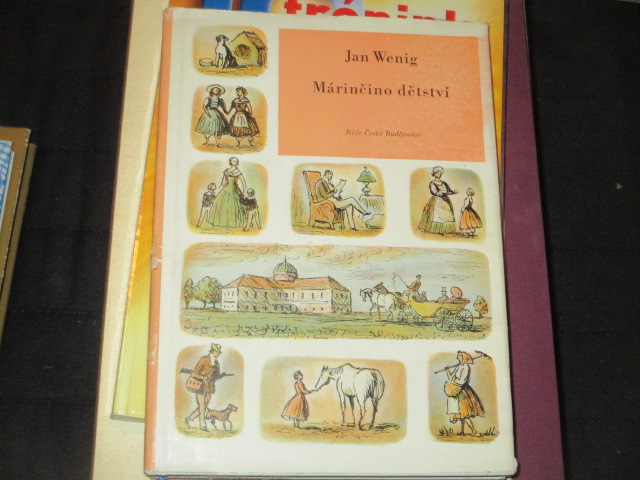 Jan Wenig
Márinčino dětství
Růže České Budějovice